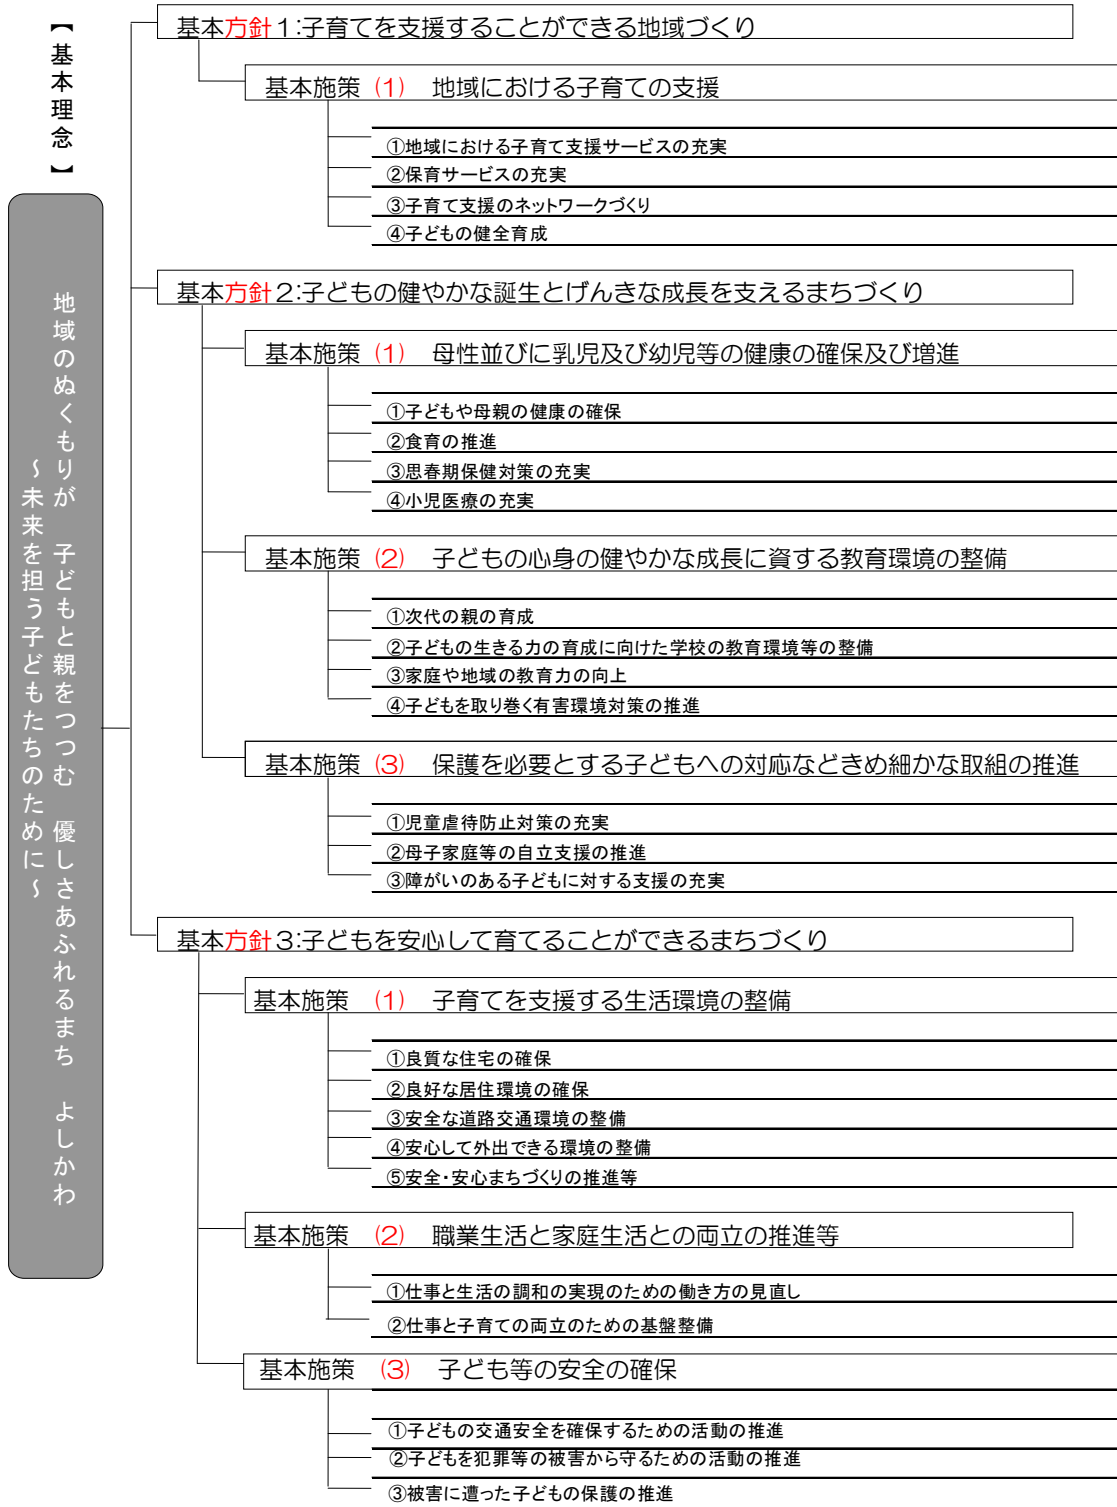 【基本理念】
地域のぬくもりが　子どもと親をつつむ　優しさあふれるまち　よしかわ
～未来を担う子どもたちのために～
基本方針１:子育てを支援することができる地域づくり
基本施策 (1)　地域における子育ての支援
①地域における子育て支援サービスの充実
②保育サービスの充実
③子育て支援のネットワークづくり
④子どもの健全育成
基本方針２:子どもの健やかな誕生とげんきな成長を支えるまちづくり
基本施策 (1)　母性並びに乳児及び幼児等の健康の確保及び増進
①子どもや母親の健康の確保
②食育の推進
③思春期保健対策の充実
④小児医療の充実
基本施策 (2)　子どもの心身の健やかな成長に資する教育環境の整備
①次代の親の育成
②子どもの生きる力の育成に向けた学校の教育環境等の整備
③家庭や地域の教育力の向上
④子どもを取り巻く有害環境対策の推進
基本施策 (3)　保護を必要とする子どもへの対応などきめ細かな取組の推進
①児童虐待防止対策の充実
②母子家庭等の自立支援の推進
③障がいのある子どもに対する支援の充実
基本方針３:子どもを安心して育てることができるまちづくり
基本施策　(1)　子育てを支援する生活環境の整備
①良質な住宅の確保
②良好な居住環境の確保
③安全な道路交通環境の整備
④安心して外出できる環境の整備
⑤安全・安心まちづくりの推進等
基本施策　(2)　職業生活と家庭生活との両立の推進等
①仕事と生活の調和の実現のための働き方の見直し
②仕事と子育ての両立のための基盤整備
基本施策　(3)　子ども等の安全の確保
①子どもの交通安全を確保するための活動の推進
②子どもを犯罪等の被害から守るための活動の推進
③被害に遭った子どもの保護の推進